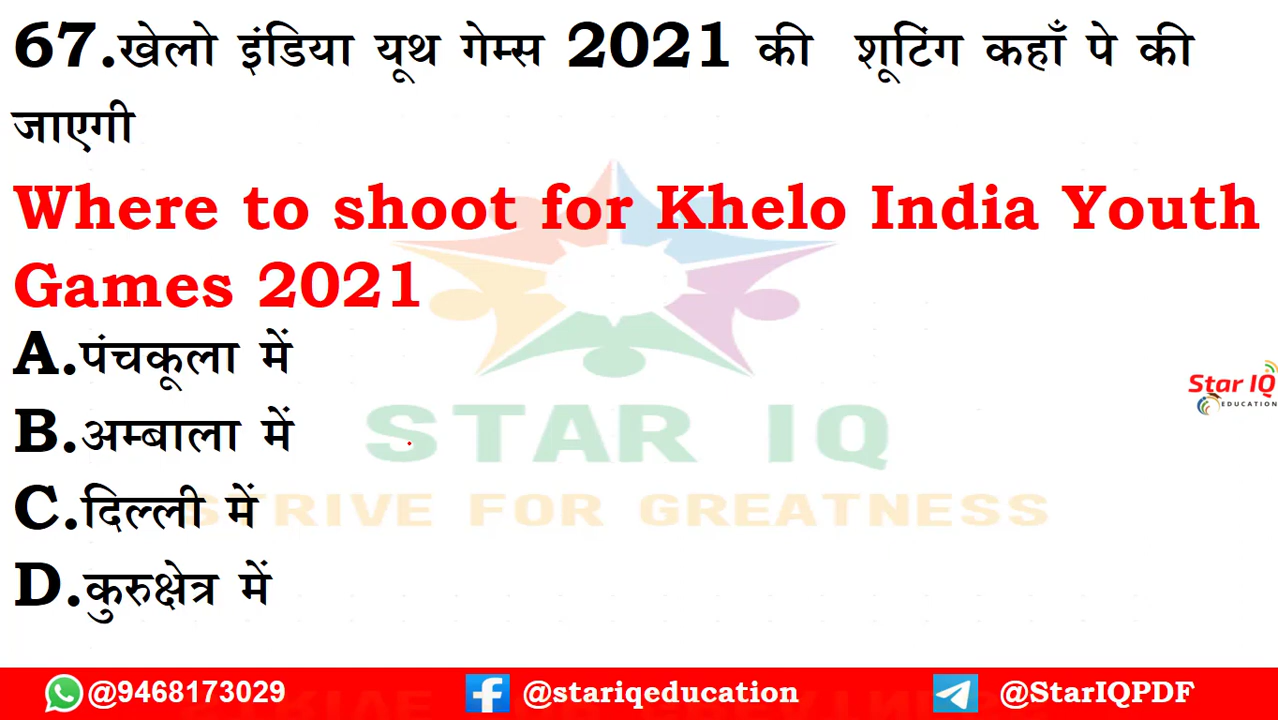 67.खेलो इंडिया यूथ गेम्स 2021 की शूटिंग कहाँ पे की
जाएगी
Where to shoot for Khelo India Youth
Games 2021
A.पंचकूला में
B.अम्बाला में
C.दिल्ली में
D.कुरुक्षेत्र में
STAR IQ
STRIVE FOR GREATNESS
Star IQ
EDUCATION
@9468173029 @stariqeducation @StarIQPDF